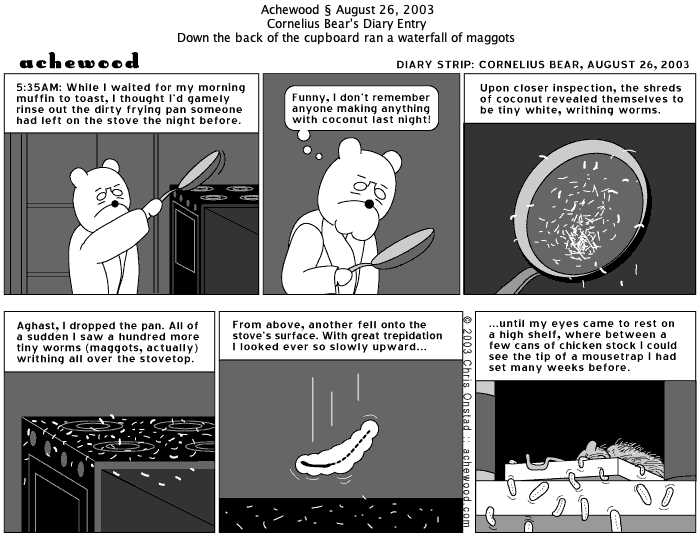 Achewood § August 26, 2003
Cornelius Bear's Diary Entry
Down the back of the cupboard ran a waterfall of maggots
achewood
DIARY STRIP: CORNELIUS BEAR, AUGUST 26, 2003
5:35AM: While I waited for my morning
muffin to toast, I thought I'd gamely
rinse out the dirty frying pan someone
had left on the stove the night before.
Funny, I don't remember
anyone making anything
with coconut last night!
Upon closer inspection, the shreds
of coconut revealed themselves to
be tiny white, writhing worms.
Aghast, I dropped the pan. All of
a sudden I saw a hundred more
tiny worms (maggots, actually)
writhing all over the stovetop.
From above, another fell onto the
stove's surface. With great trepidation
I looked ever so slowly upward...
© 2003 Chris Onstad :: achewood.com
...until my eyes came to rest on
a high shelf, where between a
few cans of chicken stock I could
see the tip of a mousetrap I had
set many weeks before.